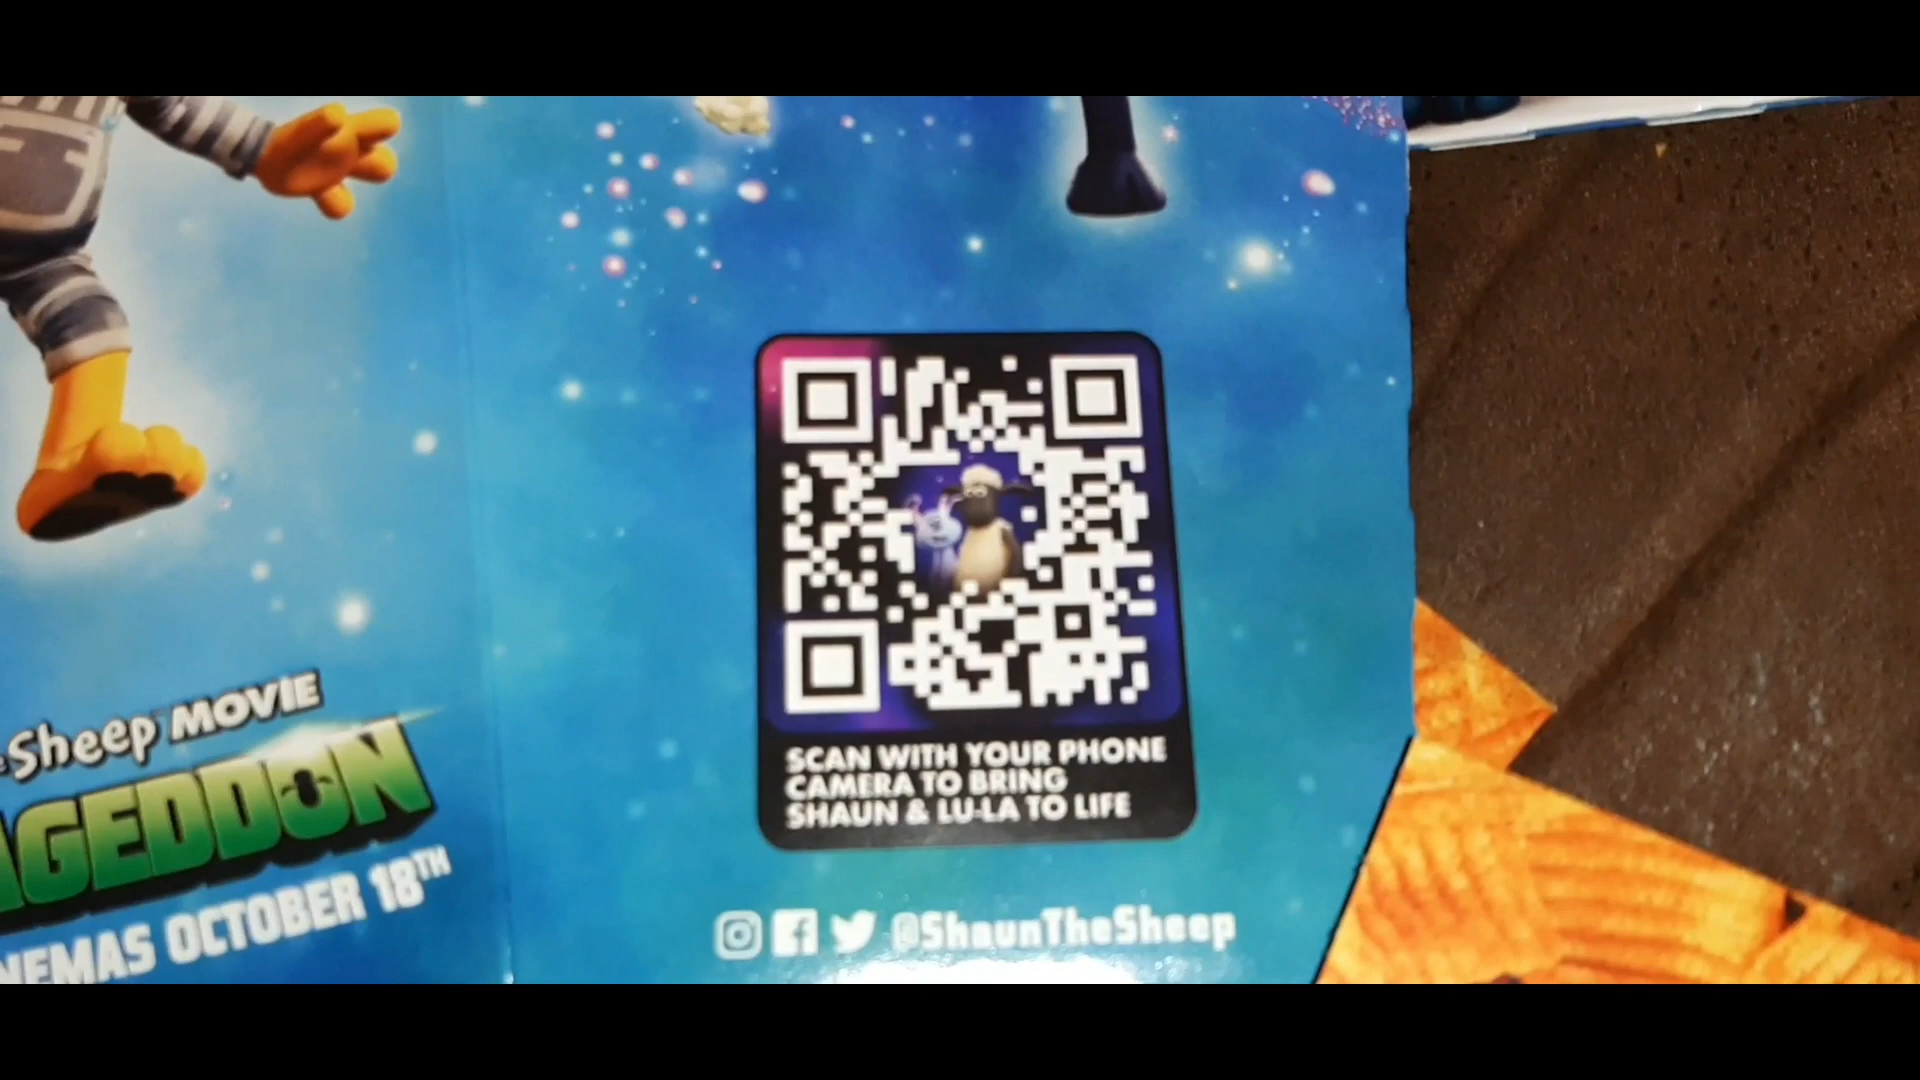 Sheep MOVIE
AGEDDON
NEMAS OCTOBER 18TH
SCAN WITH YOUR PHONE
CAMERA TO BRING
SHAUN & LU-LA TO LIFE
@ShaunTheSheep